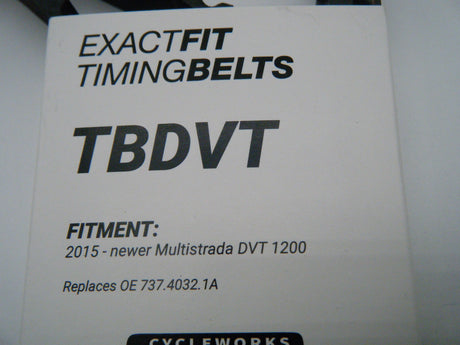 EXACTFIT
TIMINGBELTS
TBDVT
FITMENT:
2015 - newer Multistrada DVT 1200
Replaces OE 737.4032.1A
CYCLEWORKS